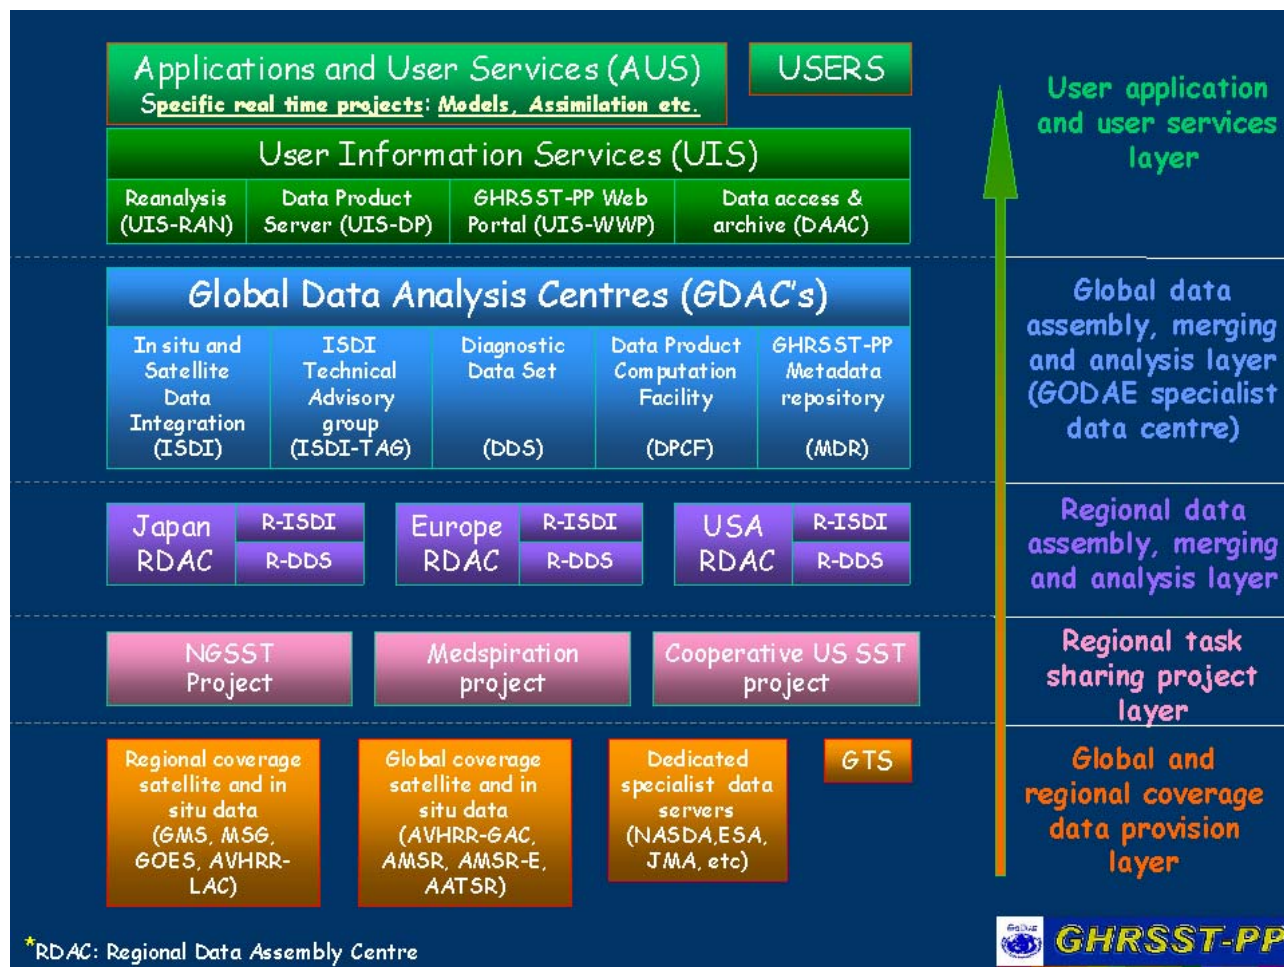 Applications and User Services (AUS)
Specific real time projects: Models, Assimilation etc.
USERS
User application
and user services
layer
User Information Services (UIS)
Reanalysis
(UIS-RAN)
Data Product
Server (UIS-DP)
GHRSST-PP Web
Portal (UIS-WWP)
Data access &
archive (DAAC)
Global Data Analysis Centres (GDAC's)
In situ and
Satellite
Data
Integration
(ISDI)
ISDI
Technical
Advisory
group
(ISDI-TAG)
Diagnostic
Data Set
(DDS)
Data Product
Computation
Facility
(DPCF)
GHRSST-PP
Metadata
repository
(MDR)
Global data
assembly, merging
and analysis layer
(GODAE specialist
data centre)
Japan
RDAC
R-ISDI
R-DDS
Europe
RDAC
R-ISDI
R-DDS
USA
RDAC
R-ISDI
R-DDS
Regional data
assembly, merging
and analysis layer
NGSST
Project
Medspiration
project
Cooperative US SST
project
Regional task
sharing project
layer
Regional coverage
satellite and in
situ data
(GMS, MSG,
GOES, AVHRR-
LAC)
Global coverage
satellite and in
situ data
(AVHRR-GAC,
AMSR, AMSR-E,
AATSR)
Dedicated
specialist data
servers
(NASDA,ESA,
JMA, etc)
GTS
Global and
regional coverage
data provision
layer
*RDAC: Regional Data Assembly Centre
GODAE
GHRSST-PP